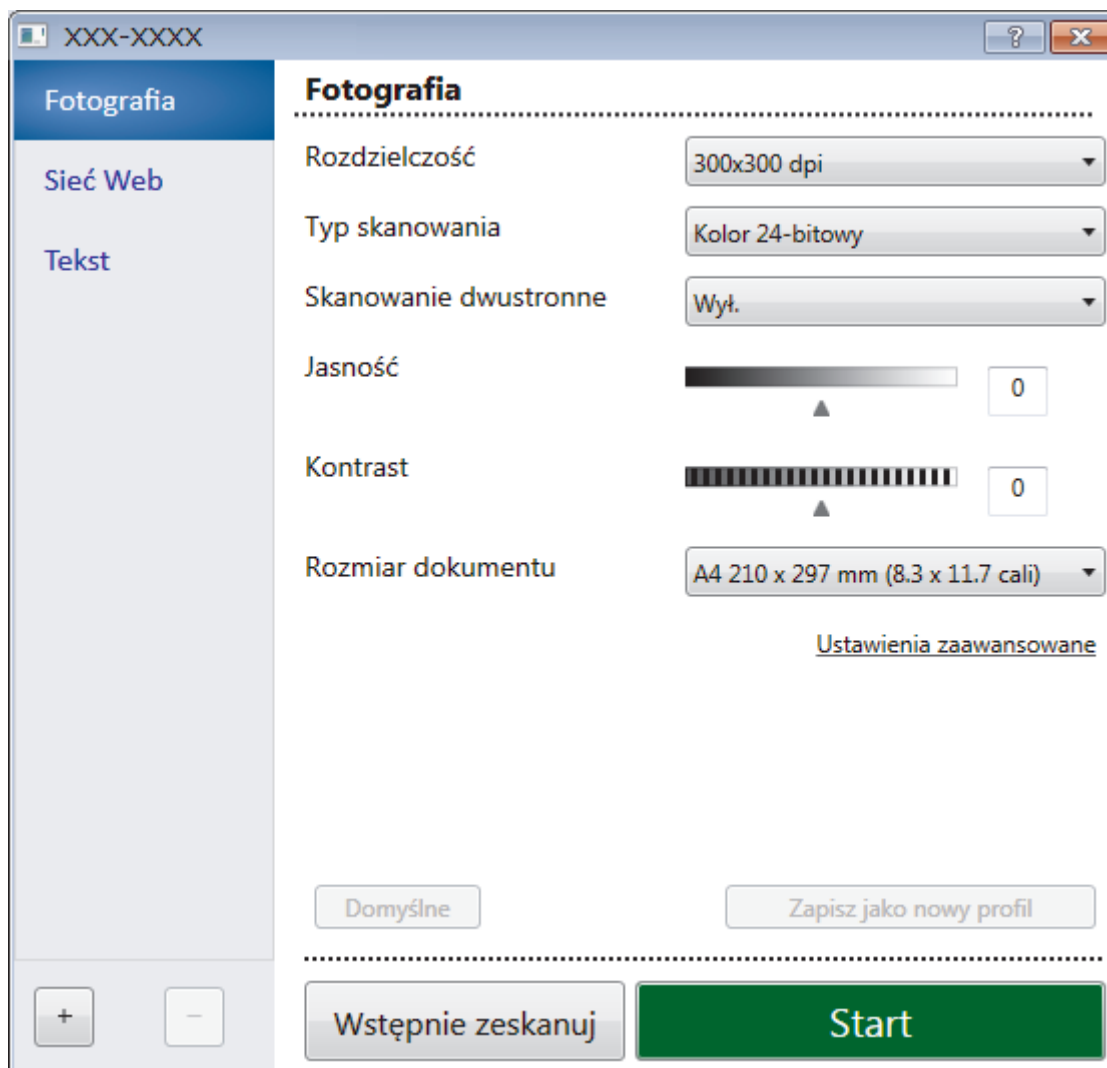 XXX-XXXX
?
Fotografia
Sieć Web
Tekst
Fotografia
Rozdzielczość
300x300 dpi
Typ skanowania
Kolor 24-bitowy
Skanowanie dwustronne
Wył.
Jasność
0
Kontrast
0
Rozmiar dokumentu
A4 210 x 297 mm (8.3 x 11.7 cali)
Ustawienia zaawansowane
Domyślne
Zapisz jako nowy profil
+
−
Wstępnie zeskanuj
Start